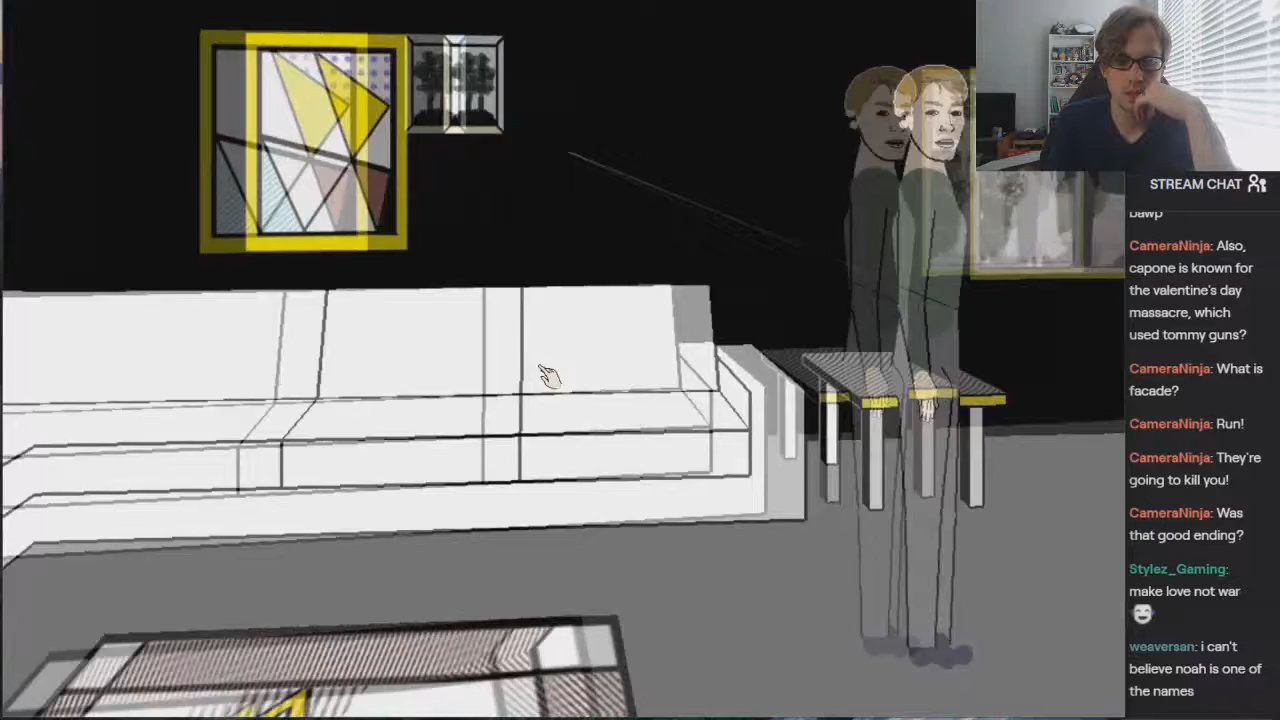 STREAM CHAT
bawp
CameraNinja: Also,
capone is known for
the valentine's day
massacre, which
used tommy guns?
CameraNinja: What is
facade?
CameraNinja: Run!
CameraNinja: They're
going to kill you!
CameraNinja: Was
that good ending?
Stylez_Gaming:
make love not war
weaversan: i can't
believe noah is one of
the names